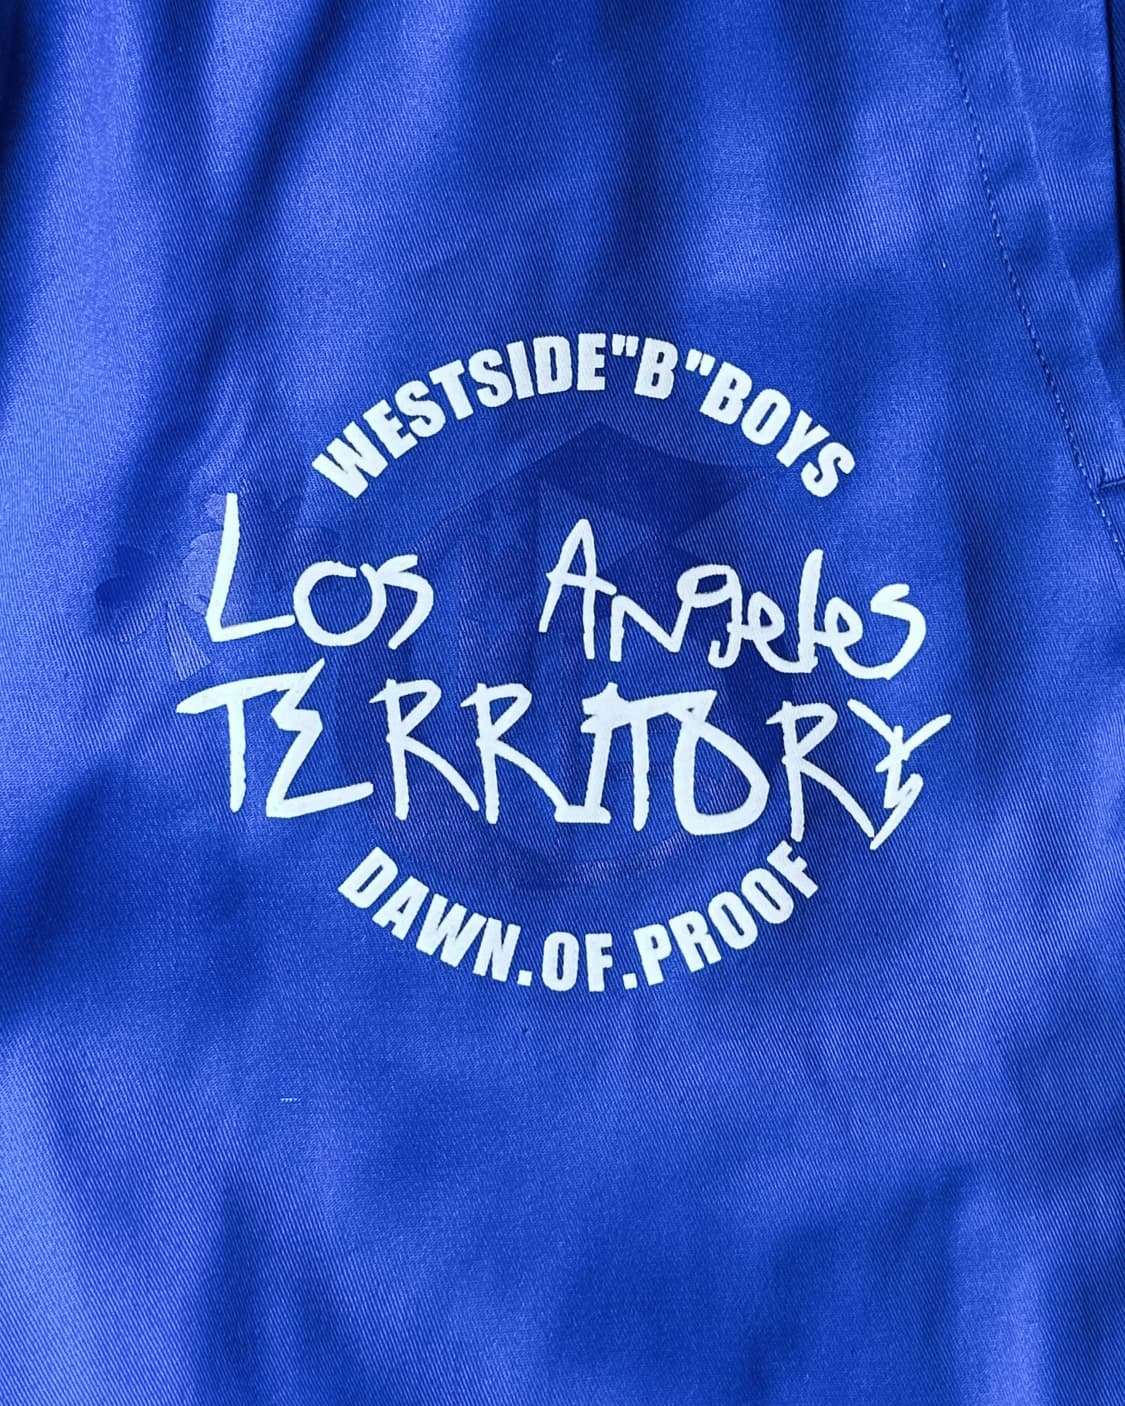 WESTSIDE"B"BOYS
Los Angeles
TERRITORY
DAWN.OF.PROOF